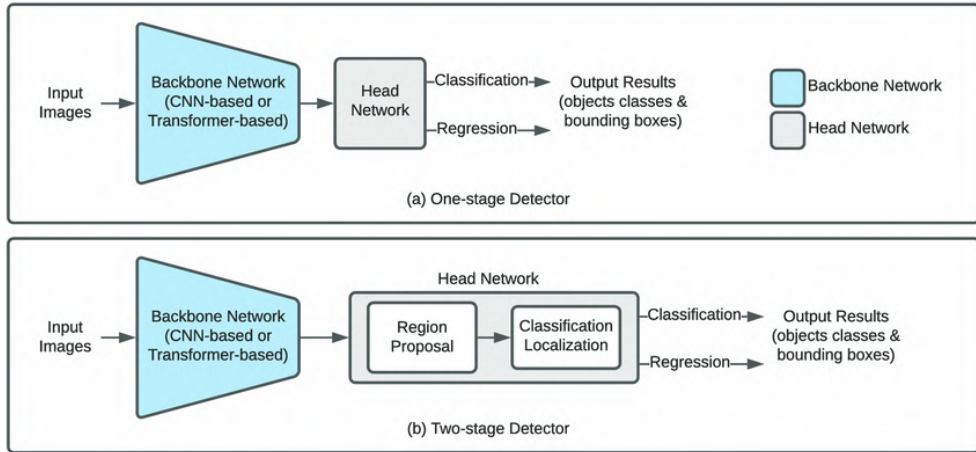 Input
Images
Backbone Network
(CNN-based or
Transformer-based)
Head
Network
Classification
Regression
Output Results
(objects classes &
bounding boxes)
Backbone Network
Head Network
(a) One-stage Detector
Input
Images
Backbone Network
(CNN-based or
Transformer-based)
Head Network
Region
Proposal
Classification
Localization
Classification
Regression
Output Results
(objects classes &
bounding boxes)
(b) Two-stage Detector